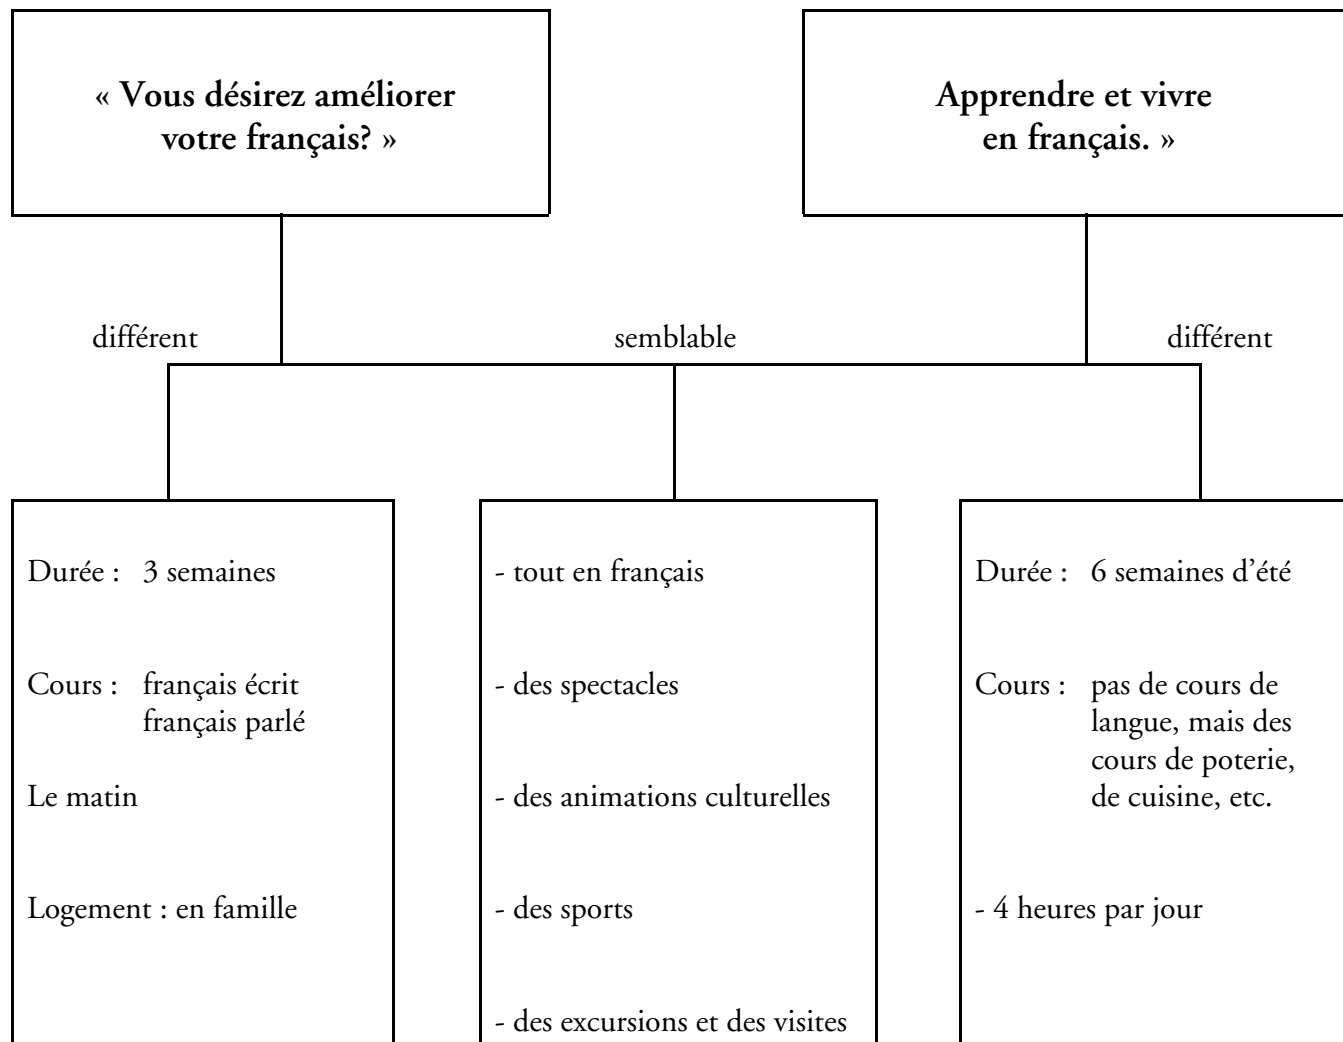 « Vous désirez améliorer
votre français? »
Apprendre et vivre
en français. »
différent
semblable
différent
Durée : 3 semaines
Cours : français écrit
français parlé
Le matin
Logement : en famille
- tout en français
- des spectacles
- des animations culturelles
- des sports
- des excursions et des visites
Durée : 6 semaines d’été
Cours : pas de cours de
langue, mais des
cours de poterie,
de cuisine, etc.
- 4 heures par jour